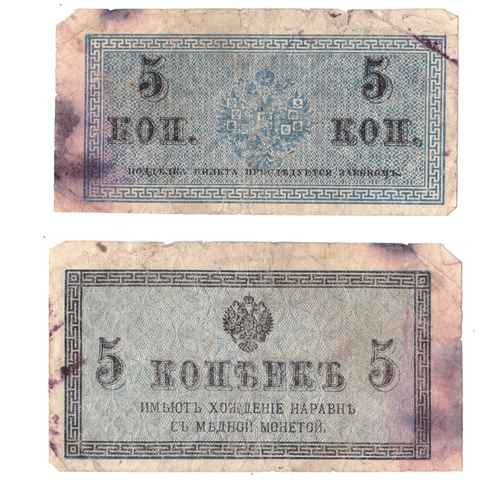 5 5
КОП. КОП.
ПОДДѢЛКА БИЛЕТА ПРЕСЛѢДУЕТСЯ ЗАКОНОМЪ.
5 КОПѢЕКЪ 5
ИМѢЮТЪ ХОЖДЕНІЕ НАРАВНѢ
СЪ МѢДНОЙ МОНЕТОЙ.